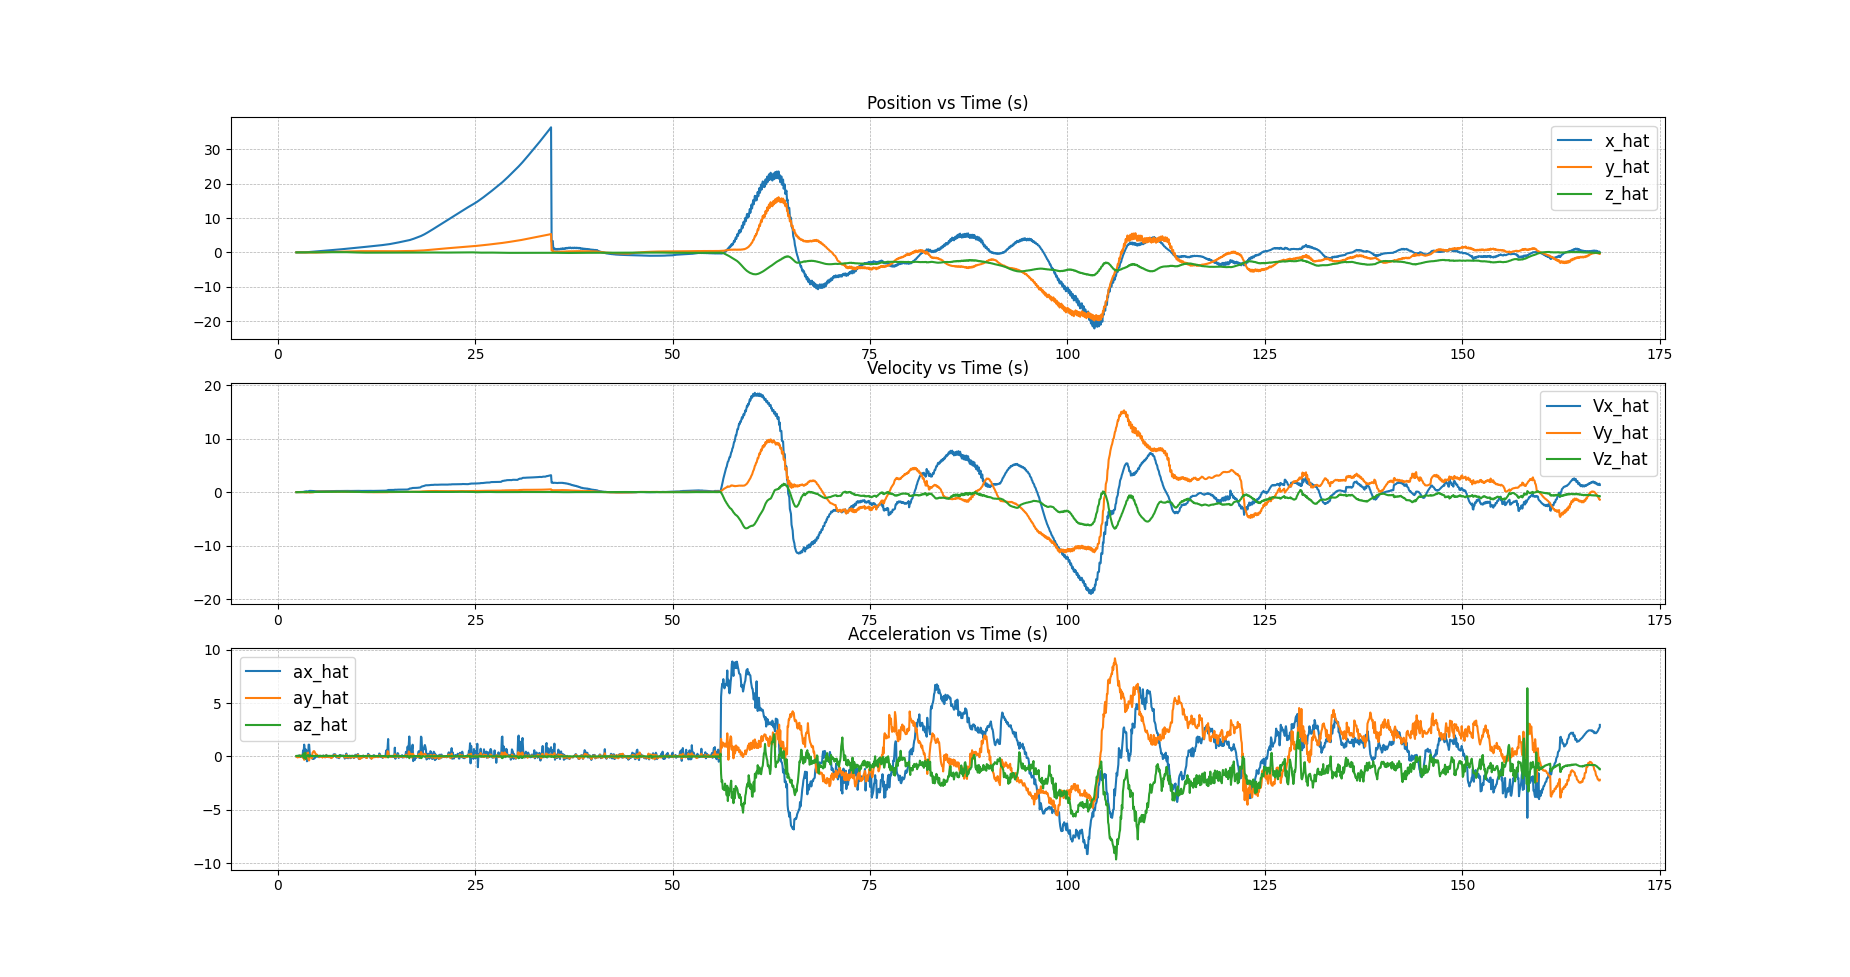 Position vs Time (s)
30
20
10
0
−10
−20
x_hat
y_hat
z_hat
0 25 50 75 100 125 150 175
Velocity vs Time (s)
20
10
0
−10
−20
Vx_hat
Vy_hat
Vz_hat
0 25 50 75 100 125 150 175
Acceleration vs Time (s)
10
5
0
−5
−10
ax_hat
ay_hat
az_hat
0 25 50 75 100 125 150 175